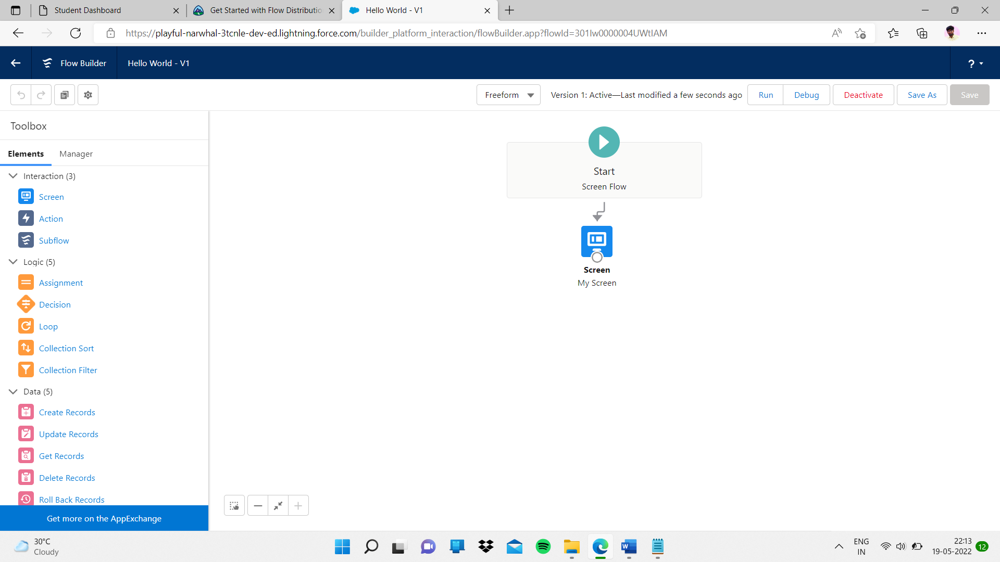 Student Dashboard
Get Started with Flow Distributio
Hello World - V1
https://playful-narwhal-3tcnle-dev-ed.lightning.force.com/builder_platform_interaction/flowBuilder.app?flowId=301Iw0000004UWtIAM
Flow Builder
Hello World - V1
?
Freeform
Version 1: Active—Last modified a few seconds ago
Run
Debug
Deactivate
Save As
Save
Toolbox
Elements
Manager
Interaction (3)
Screen
Action
Subflow
Logic (5)
Assignment
Decision
Loop
Collection Sort
Collection Filter
Data (5)
Create Records
Update Records
Get Records
Delete Records
Roll Back Records
Get more on the AppExchange
Start
Screen Flow
Screen
My Screen
30°C
Cloudy
ENG
IN
22:13
19-05-2022
12